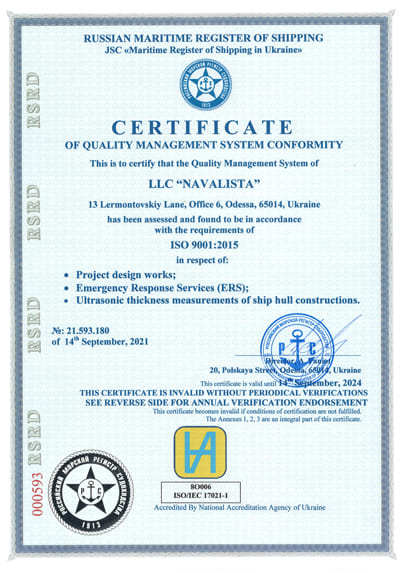 RUSSIAN MARITIME REGISTER OF SHIPPING
JSC «Maritime Register of Shipping in Ukraine»
CERTIFICATE
OF QUALITY MANAGEMENT SYSTEM CONFORMITY
This is to certify that the Quality Management System of
LLC “NAVALISTA”
13 Lermontovskiy Lane, Office 6, Odessa, 65014, Ukraine
has been assessed and found to be in accordance
with the requirements of
ISO 9001:2015
in respect of:
• Project design works;
• Emergency Response Services (ERS);
• Ultrasonic thickness measurements of ship hull constructions.
№: 21.593.180
of 14th September, 2021
Р С
Director, A.
20, Polskaya Street, Odessa, 65014, Ukraine
This certificate is valid until 14th September, 2024
THIS CERTIFICATE IS INVALID WITHOUT PERIODICAL VERIFICATIONS
SEE REVERSE SIDE FOR ANNUAL VERIFICATION ENDORSEMENT
This certificate becomes invalid if conditions of certification are not fulfilled.
The Annexes 1, 2, 3 are an integral part of this certificate.
РОССИЙСКИЙ МОРСКОЙ РЕГИСТР СУДОХОДСТВА
Р С
1913
SO006
ISO/IEC 17021-1
Accredited By National Accreditation Agency of Ukraine
000593 RSRD RSRD RSRD RSRD RSRD